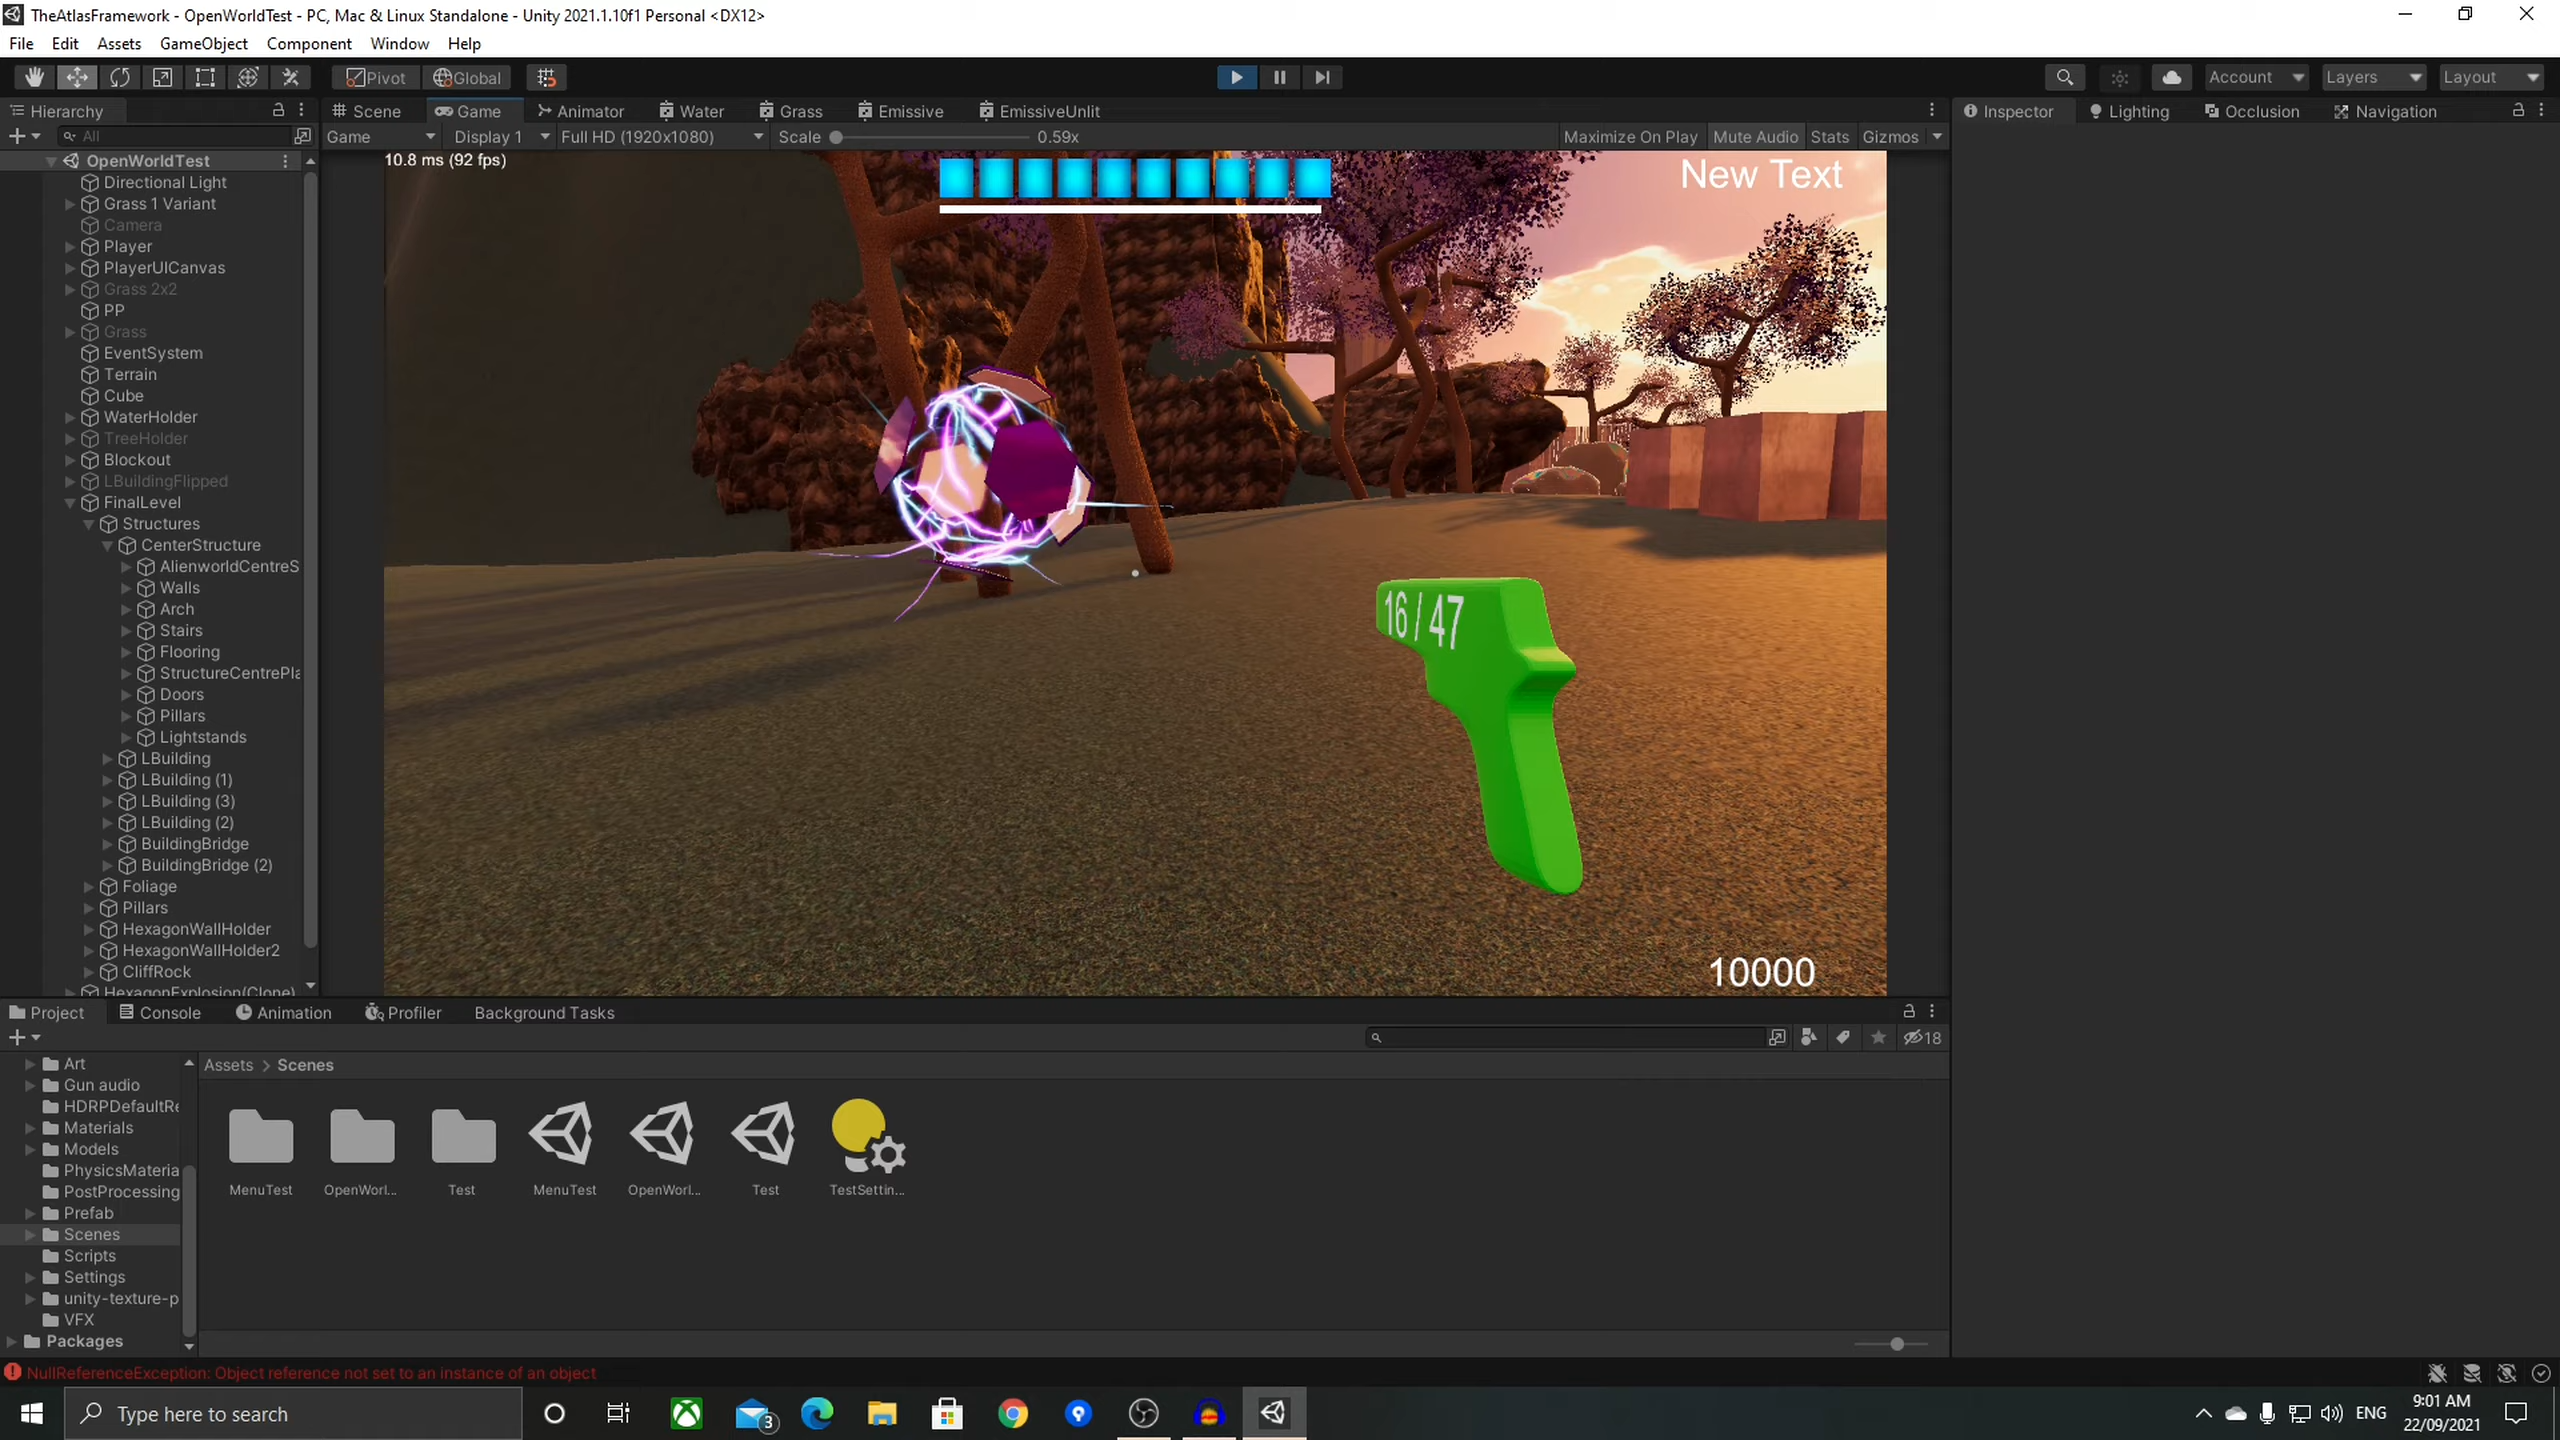 TheAtlasFramework - OpenWorldTest - PC, Mac & Linux Standalone - Unity 2021.1.10f1 Personal <DX12>
File Edit Assets GameObject Component Window Help
Pivot Global Account Layers Layout
Hierarchy Scene Game Animator Water Grass Emissive EmissiveUnlit Inspector Lighting Occlusion Navigation
All Game Display 1 Full HD (1920x1080) Scale 0.59x Maximize On Play Mute Audio Stats Gizmos
OpenWorldTest
Directional Light
Grass 1 Variant
Camera
Player
PlayerUICanvas
Grass 2x2
PP
Grass
EventSystem
Terrain
Cube
WaterHolder
TreeHolder
Blockout
LBuildingFlipped
FinalLevel
Structures
CenterStructure
AlienworldCentreS
Walls
Arch
Stairs
Flooring
StructureCentrePla
Doors
Pillars
Lightstands
LBuilding
LBuilding (1)
LBuilding (3)
LBuilding (2)
BuildingBridge
BuildingBridge (2)
Foliage
Pillars
HexagonWallHolder
HexagonWallHolder2
CliffRock
HexagonExplosion(Clone)
10.8 ms (92 fps)
New Text
16 / 47
10000
Project Console Animation Profiler Background Tasks
18
Art
Gun audio
HDRPDefaultRe
Materials
Models
PhysicsMateria
PostProcessing
Prefab
Scenes
Scripts
Settings
unity-texture-p
VFX
Packages
Assets > Scenes
MenuTest OpenWorl... Test MenuTest OpenWorl... Test TestSettin...
NullReferenceException: Object reference not set to an instance of an object
Type here to search
3
ENG
9:01 AM
22/09/2021